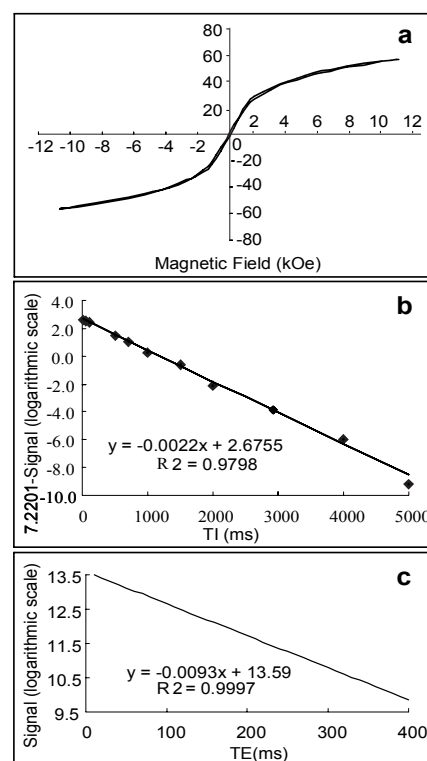 a
80
60
40
20
0
-12 -10 -8 -6 -4 -2 0 2 4 6 8 10 12
-20
-40
-60
-80
Magnetic Field (kOe)
b
7.2201-Signal (logarithmic scale)
4.0
2.0
0.0
-2.0
-4.0
-6.0
-8.0
-10.0
y = -0.0022x + 2.6755
R2 = 0.9798
0 1000 2000 3000 4000 5000
TI (ms)
c
Signal (logarithmic scale)
13.5
12.5
11.5
10.5
9.5
y = -0.0093x + 13.59
R2 = 0.9997
0 100 200 300 400
TE(ms)